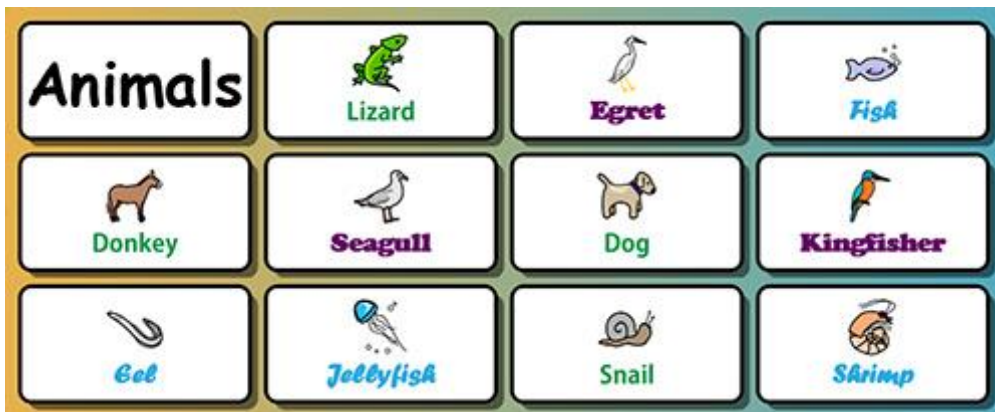 Animals
Lizard
Egret
Fish
Donkey
Seagull
Dog
Kingfisher
Eel
Jellyfish
Snail
Shrimp